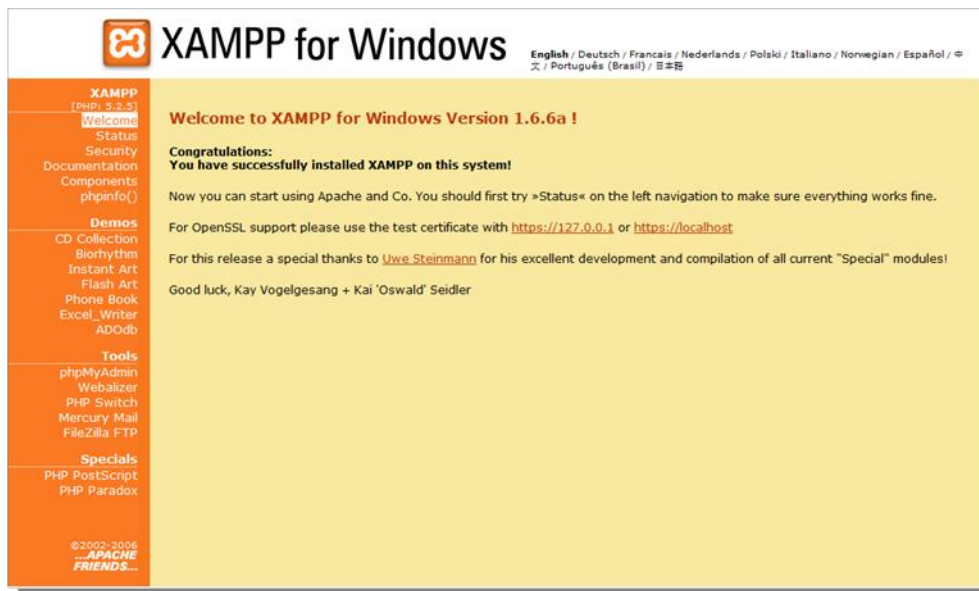 XAMPP for Windows
English / Deutsch / Francais / Nederlands / Polski / Italiano / Norwegian / Español / 中
文 / Português (Brasil) / 日本語
XAMPP
[PHP: 5.2.5]
Welcome
Status
Security
Documentation
Components
phpinfo()
Demos
CD Collection
Biorhythm
Instant Art
Flash Art
Phone Book
Excel_Writer
ADOdb
Tools
phpMyAdmin
Webalizer
PHP Switch
Mercury Mail
FileZilla FTP
Specials
PHP PostScript
PHP Paradox
©2002-2006
...APACHE
FRIENDS...
Welcome to XAMPP for Windows Version 1.6.6a !
Congratulations:
You have successfully installed XAMPP on this system!
Now you can start using Apache and Co. You should first try »Status« on the left navigation to make sure everything works fine.
For OpenSSL support please use the test certificate with https://127.0.0.1 or https://localhost
For this release a special thanks to Uwe Steinmann for his excellent development and compilation of all current "Special" modules!
Good luck, Kay Vogelgesang + Kai 'Oswald' Seidler